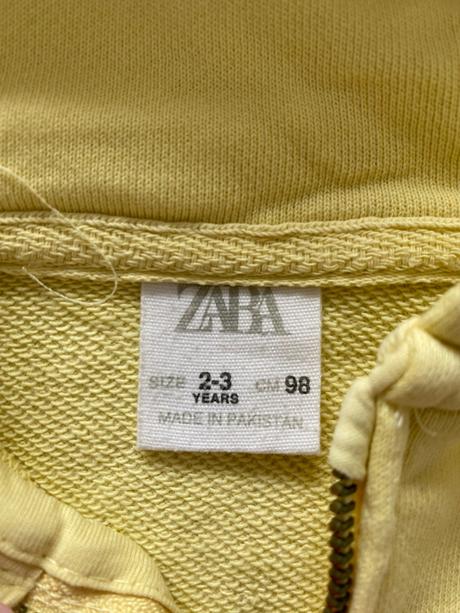 ZARA
SIZE 2-3 CM 98
YEARS
MADE IN PAKISTAN